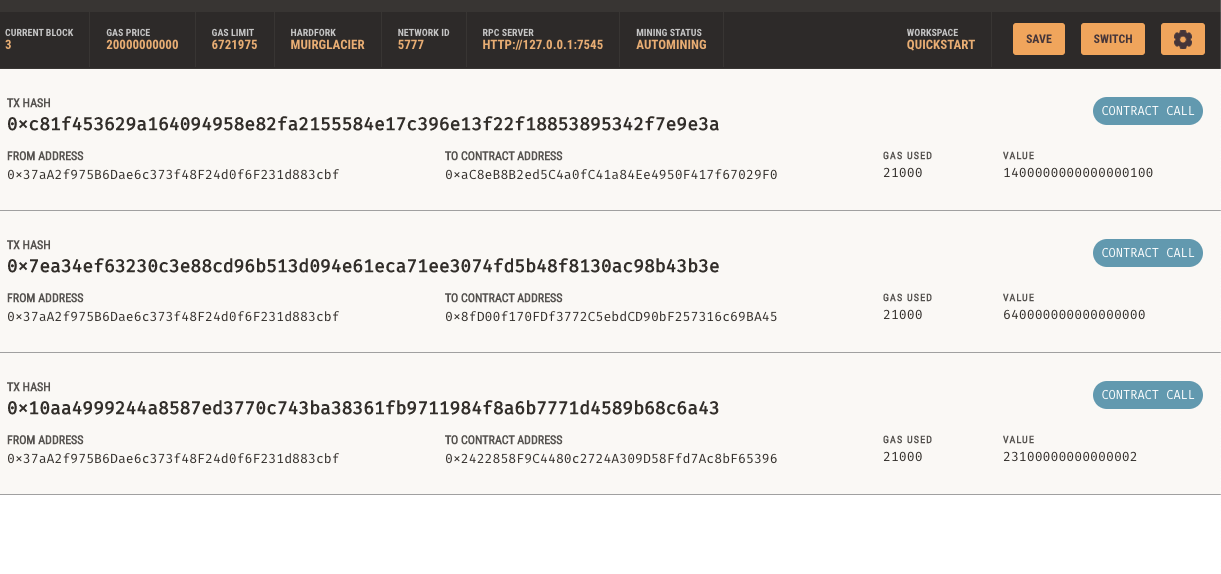 CURRENT BLOCK GAS PRICE GAS LIMIT HARDFORK NETWORK ID RPC SERVER MINING STATUS WORKSPACE
3 20000000000 6721975 MUIRGLACIER 5777 HTTP://127.0.0.1:7545 AUTOMINING QUICKSTART SAVE SWITCH
TX HASH
0×c81f453629a164094958e82fa2155584e17c396e13f22f18853895342f7e9e3a CONTRACT CALL
FROM ADDRESS TO CONTRACT ADDRESS GAS USED VALUE
0×37aA2f975B6Dae6c373f48F24d0f6F231d883cbf 0×aC8eB8B2ed5C4a0fC41a84Ee4950F417f67029F0 21000 1400000000000000100
TX HASH
0×7ea34ef63230c3e88cd96b513d094e61eca71ee3074fd5b48f8130ac98b43b3e CONTRACT CALL
FROM ADDRESS TO CONTRACT ADDRESS GAS USED VALUE
0×37aA2f975B6Dae6c373f48F24d0f6F231d883cbf 0×8fD00f170FDf3772C5ebdCD90bF257316c69BA45 21000 640000000000000000
TX HASH
0×10aa4999244a8587ed3770c743ba38361fb9711984f8a6b7771d4589b68c6a43 CONTRACT CALL
FROM ADDRESS TO CONTRACT ADDRESS GAS USED VALUE
0×37aA2f975B6Dae6c373f48F24d0f6F231d883cbf 0×2422858F9C4480c2724A309D58Ffd7Ac8bF65396 21000 23100000000000002